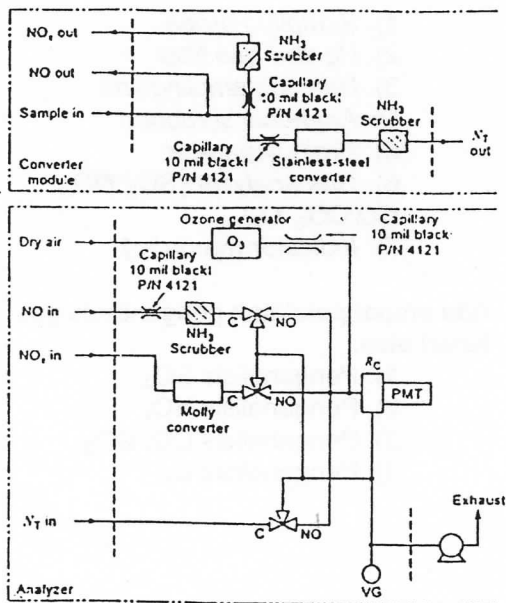 NOx out
NH3
Scrubber
NO out
Capillary
10 mil black!
P/N 4121
Sample in
NH3
Scrubber
NT
out
Capillary
10 mil black!
P/N 4121
Stainless-steel
converter
Converter
module
Ozone generator
Capillary
10 mil black!
P/N 4121
Dry air
O3
Capillary
10 mil black!
P/N 4121
NO in
C
NO
NH3
Scrubber
NOx in
RC
PMT
C
NO
Molly
converter
NT in
C
NO
Exhaust
VG
Analyzer